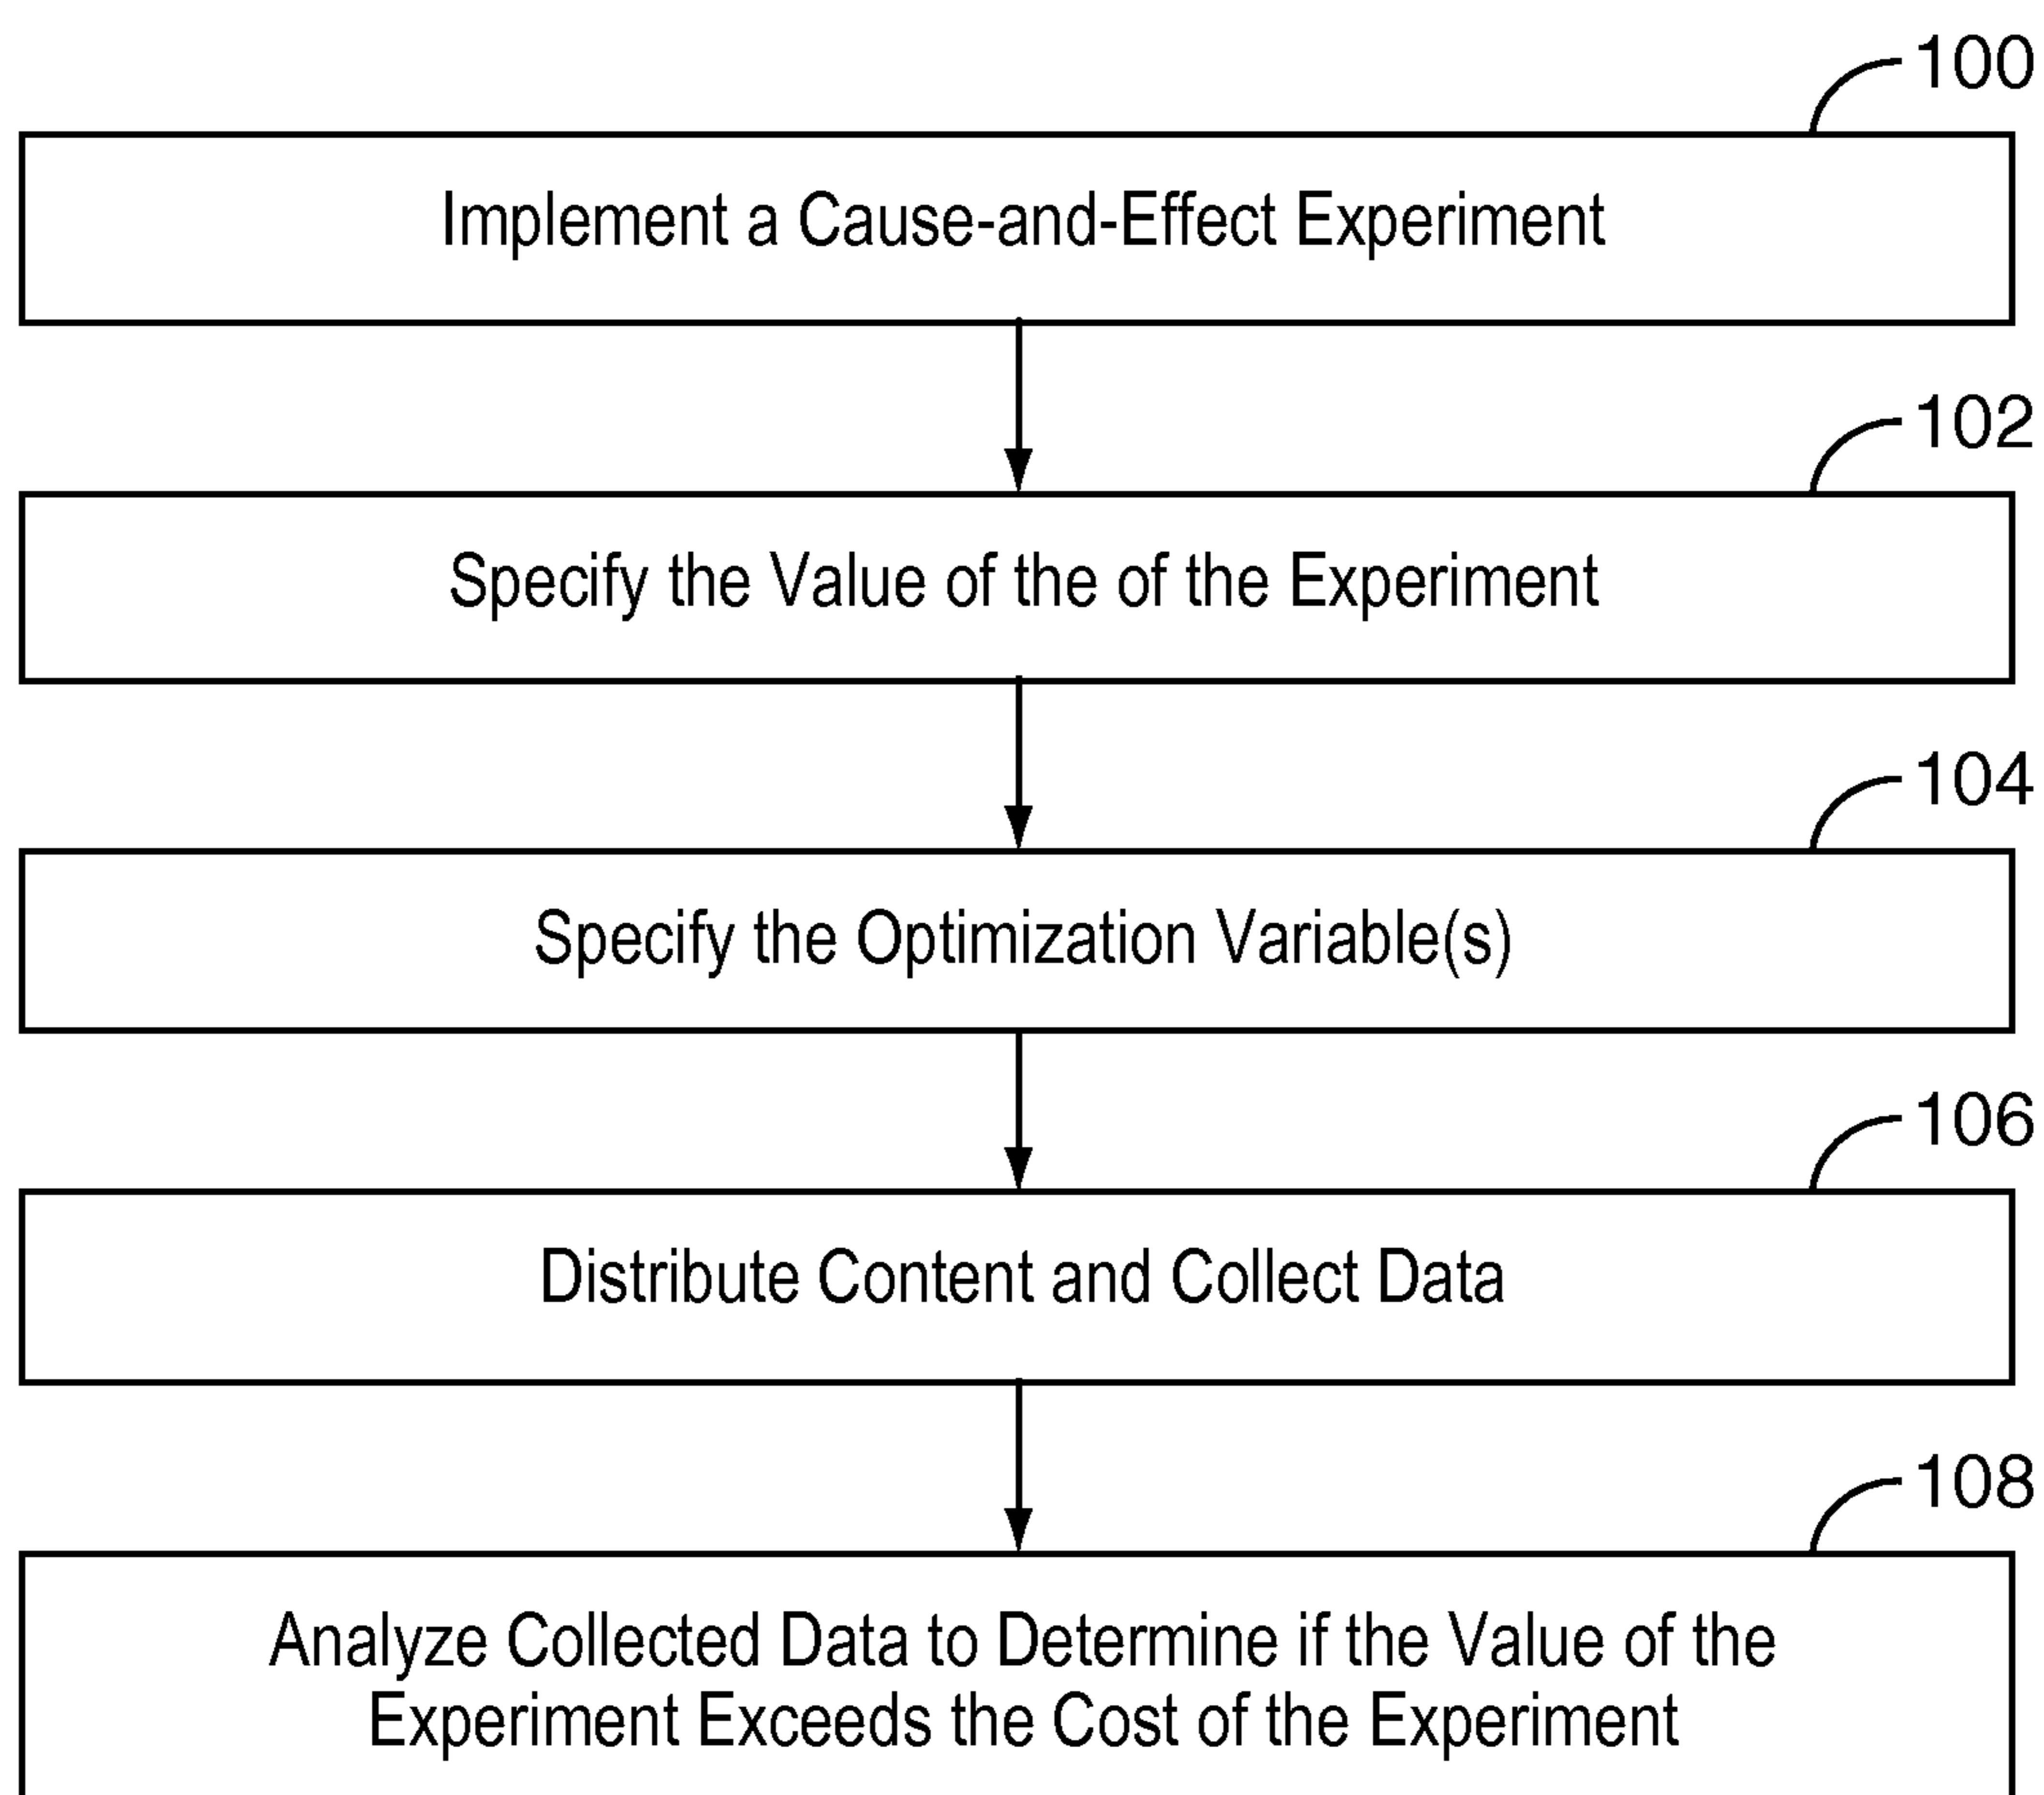 100
Implement a Cause-and-Effect Experiment
102
Specify the Value of the of the Experiment
104
Specify the Optimization Variable(s)
106
Distribute Content and Collect Data
108
Analyze Collected Data to Determine if the Value of the
Experiment Exceeds the Cost of the Experiment